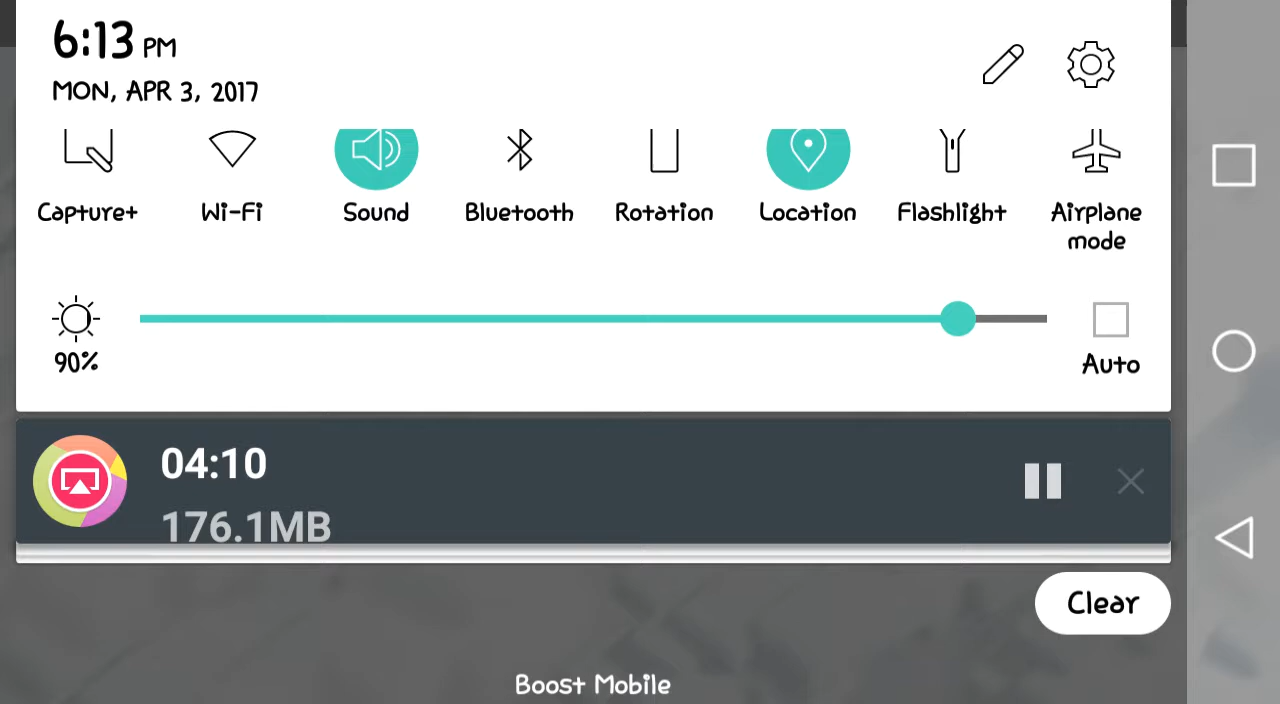 6:13 PM
MON, APR 3, 2017
Capture+ Wi-Fi Sound Bluetooth Rotation Location Flashlight Airplane mode
90% Auto
04:10
176.1MB
Clear
Boost Mobile